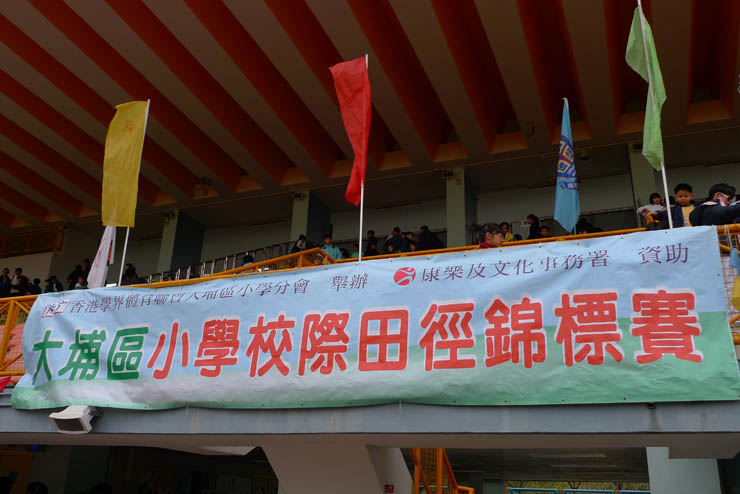 香港學界體育聯會大埔區小學分會 舉辦 康樂及文化事務署 資助
大埔區小學校際田徑錦標賽